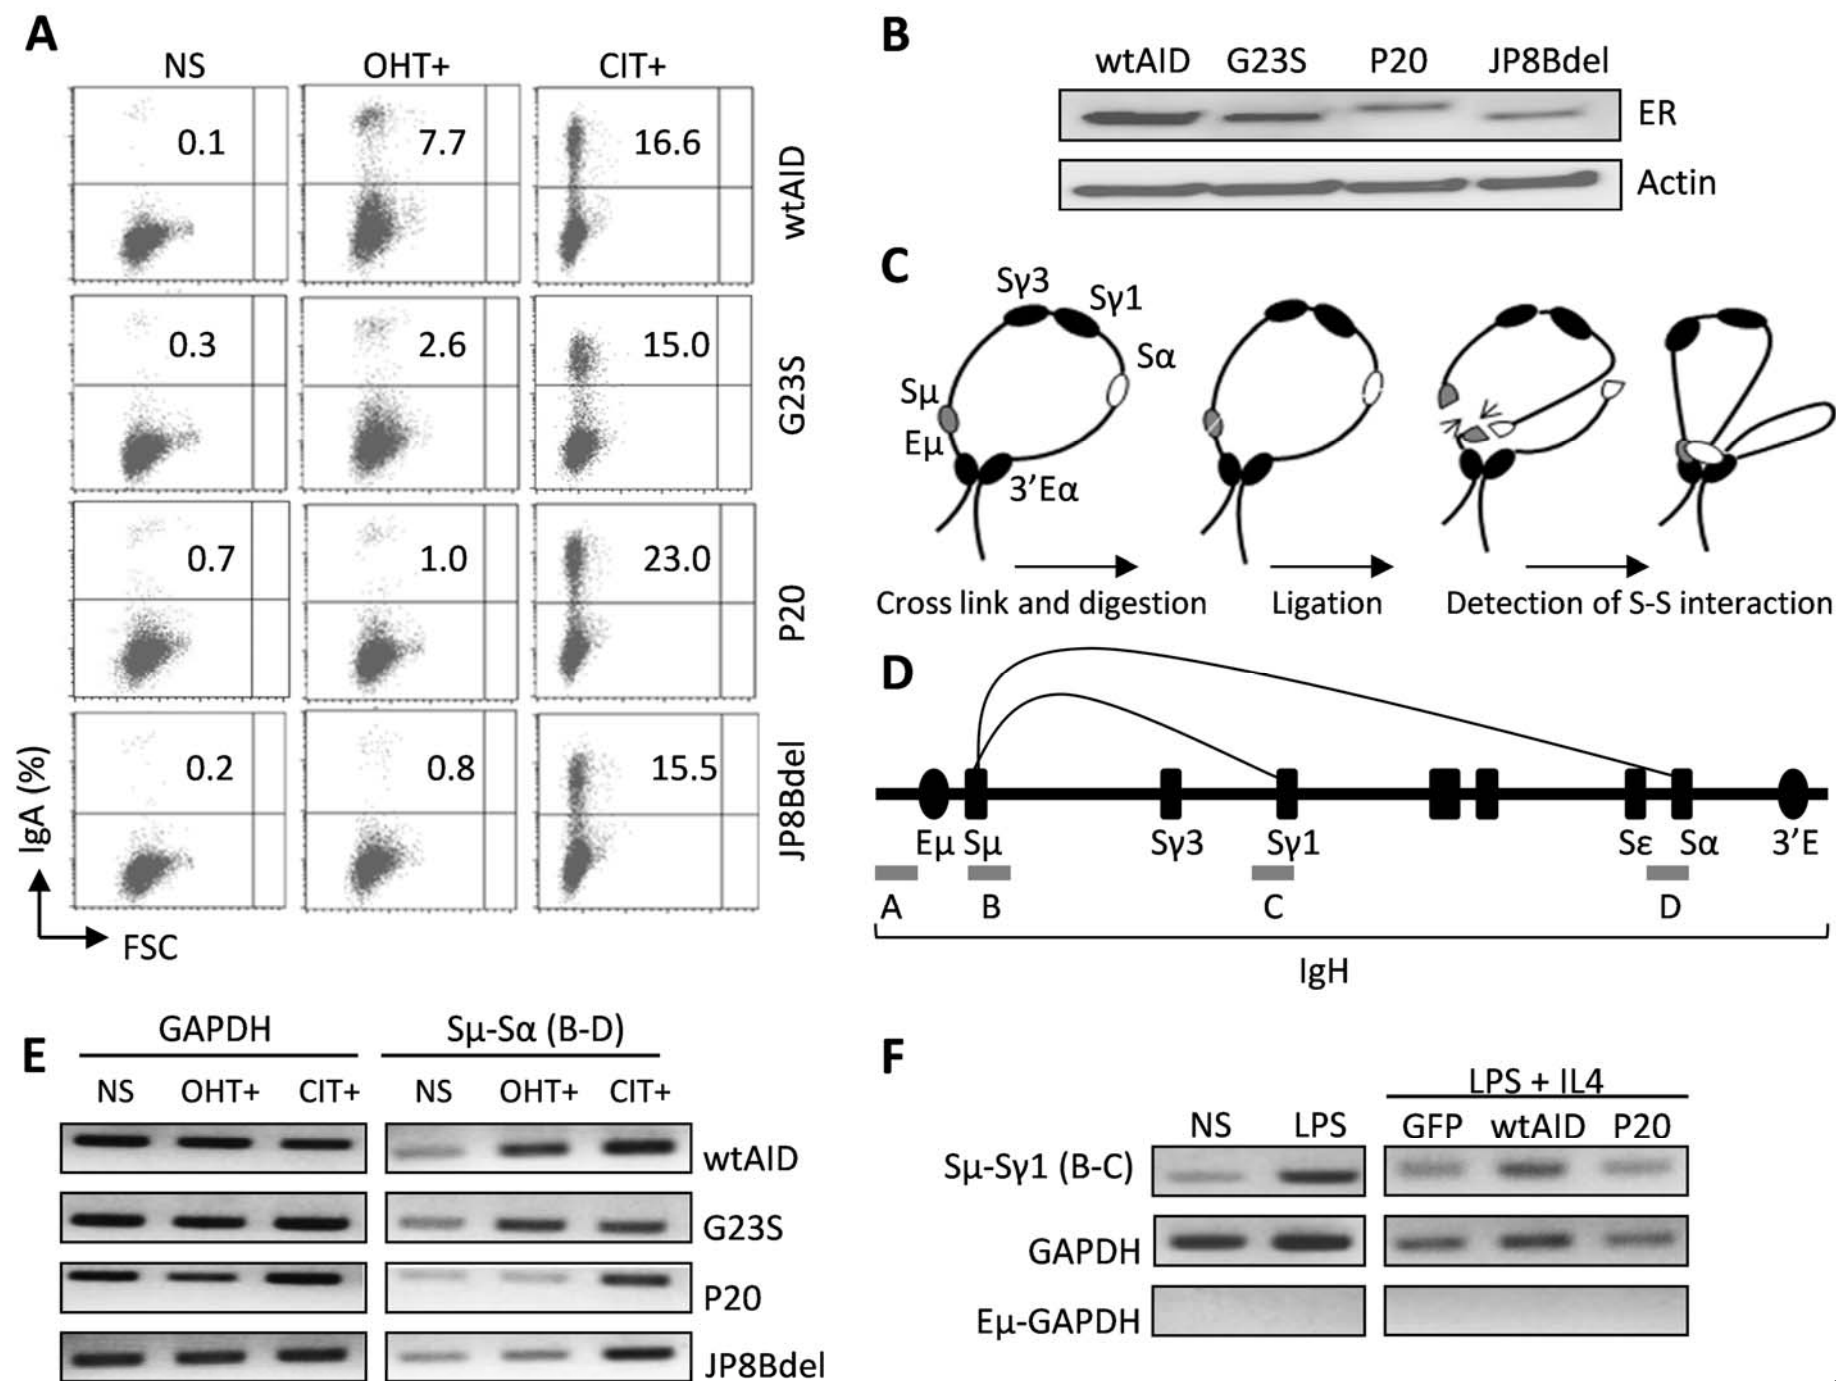 A
NS OHT+ CIT+
0.1 7.7 16.6 wtAID
0.3 2.6 15.0 G23S
0.7 1.0 23.0 P20
0.2 0.8 15.5 JP8Bdel
IgA (%)
FSC
B
wtAID G23S P20 JP8Bdel
ER
Actin
C
Sγ3 Sγ1
Sα
Sμ
Eμ
3’Eα
Cross link and digestion Ligation Detection of S-S interaction
D
Eμ Sμ Sγ3 Sγ1 Sε Sα 3’E
A B C D
IgH
E
GAPDH Sμ-Sα (B-D)
NS OHT+ CIT+ NS OHT+ CIT+
wtAID
G23S
P20
JP8Bdel
F
LPS + IL4
NS LPS GFP wtAID P20
Sμ-Sγ1 (B-C)
GAPDH
Eμ-GAPDH